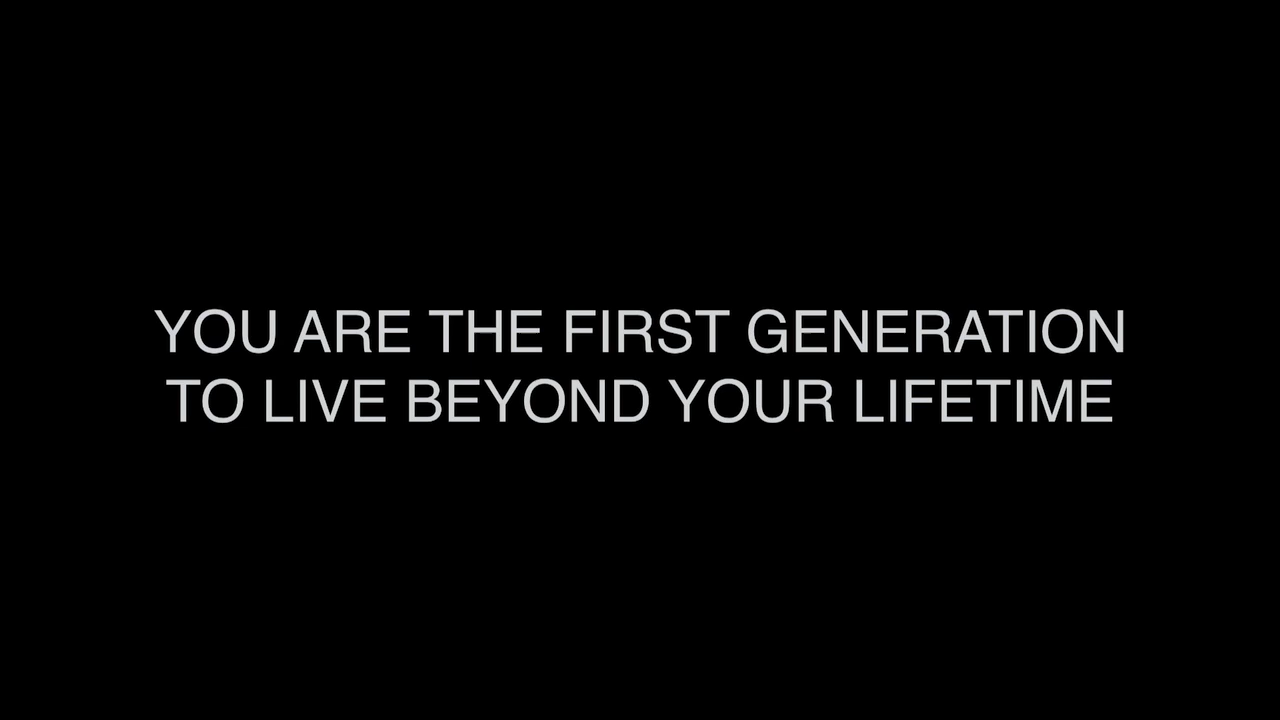 YOU ARE THE FIRST GENERATION
TO LIVE BEYOND YOUR LIFETIME